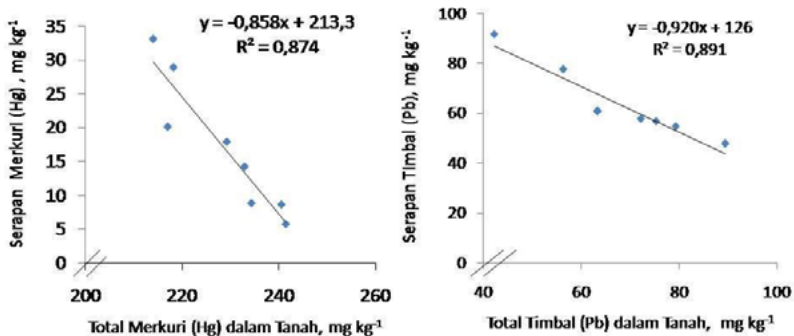 Serapan Merkuri (Hg) , mg kg-1
35
30
25
20
15
10
5
0
y = -0,858x + 213,3
R² = 0,874
200 220 240 260
Total Merkuri (Hg) dalam Tanah, mg kg-1
Serapan Timbal (Pb), mg kg-1
100
80
60
40
20
0
y = -0,920x + 126
R² = 0,891
40 60 80 100
Total Timbal (Pb) dalam Tanah, mg kg-1